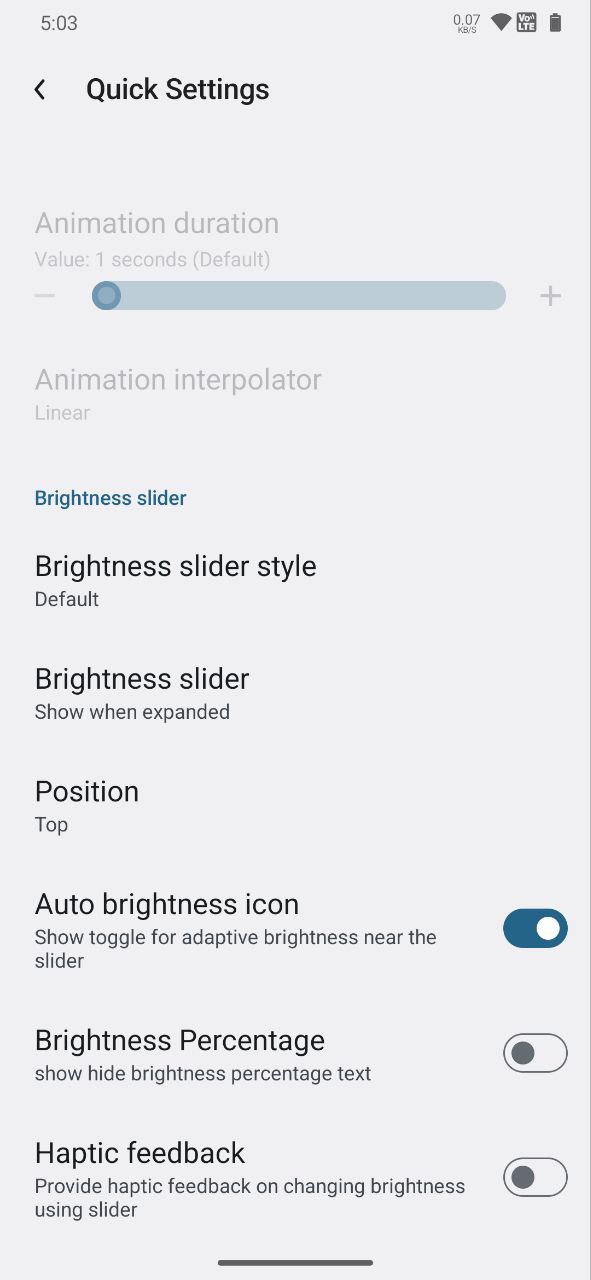 5:03
0.07
KB/S
Vo))
LTE
Quick Settings
Animation duration
Value: 1 seconds (Default)
Animation interpolator
Linear
Brightness slider
Brightness slider style
Default
Brightness slider
Show when expanded
Position
Top
Auto brightness icon
Show toggle for adaptive brightness near the
slider
Brightness Percentage
show hide brightness percentage text
Haptic feedback
Provide haptic feedback on changing brightness
using slider